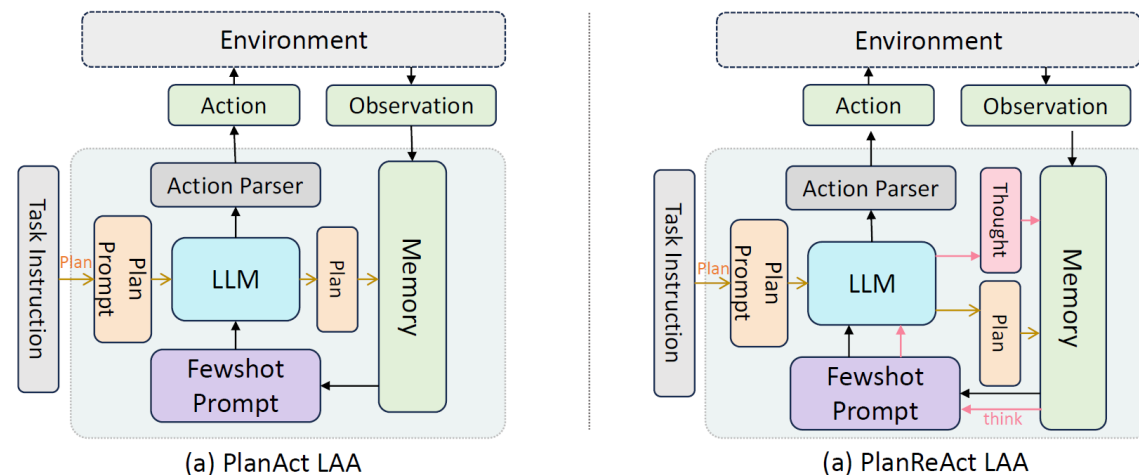 Environment
Action
Observation
Task Instruction
Plan
Plan
Prompt
Action Parser
LLM
Plan
Memory
Fewshot
Prompt
(a) PlanAct LAA
Environment
Action
Observation
Task Instruction
Plan
Plan
Prompt
Action Parser
LLM
Thought
Plan
Memory
Fewshot
Prompt
think
(a) PlanReAct LAA